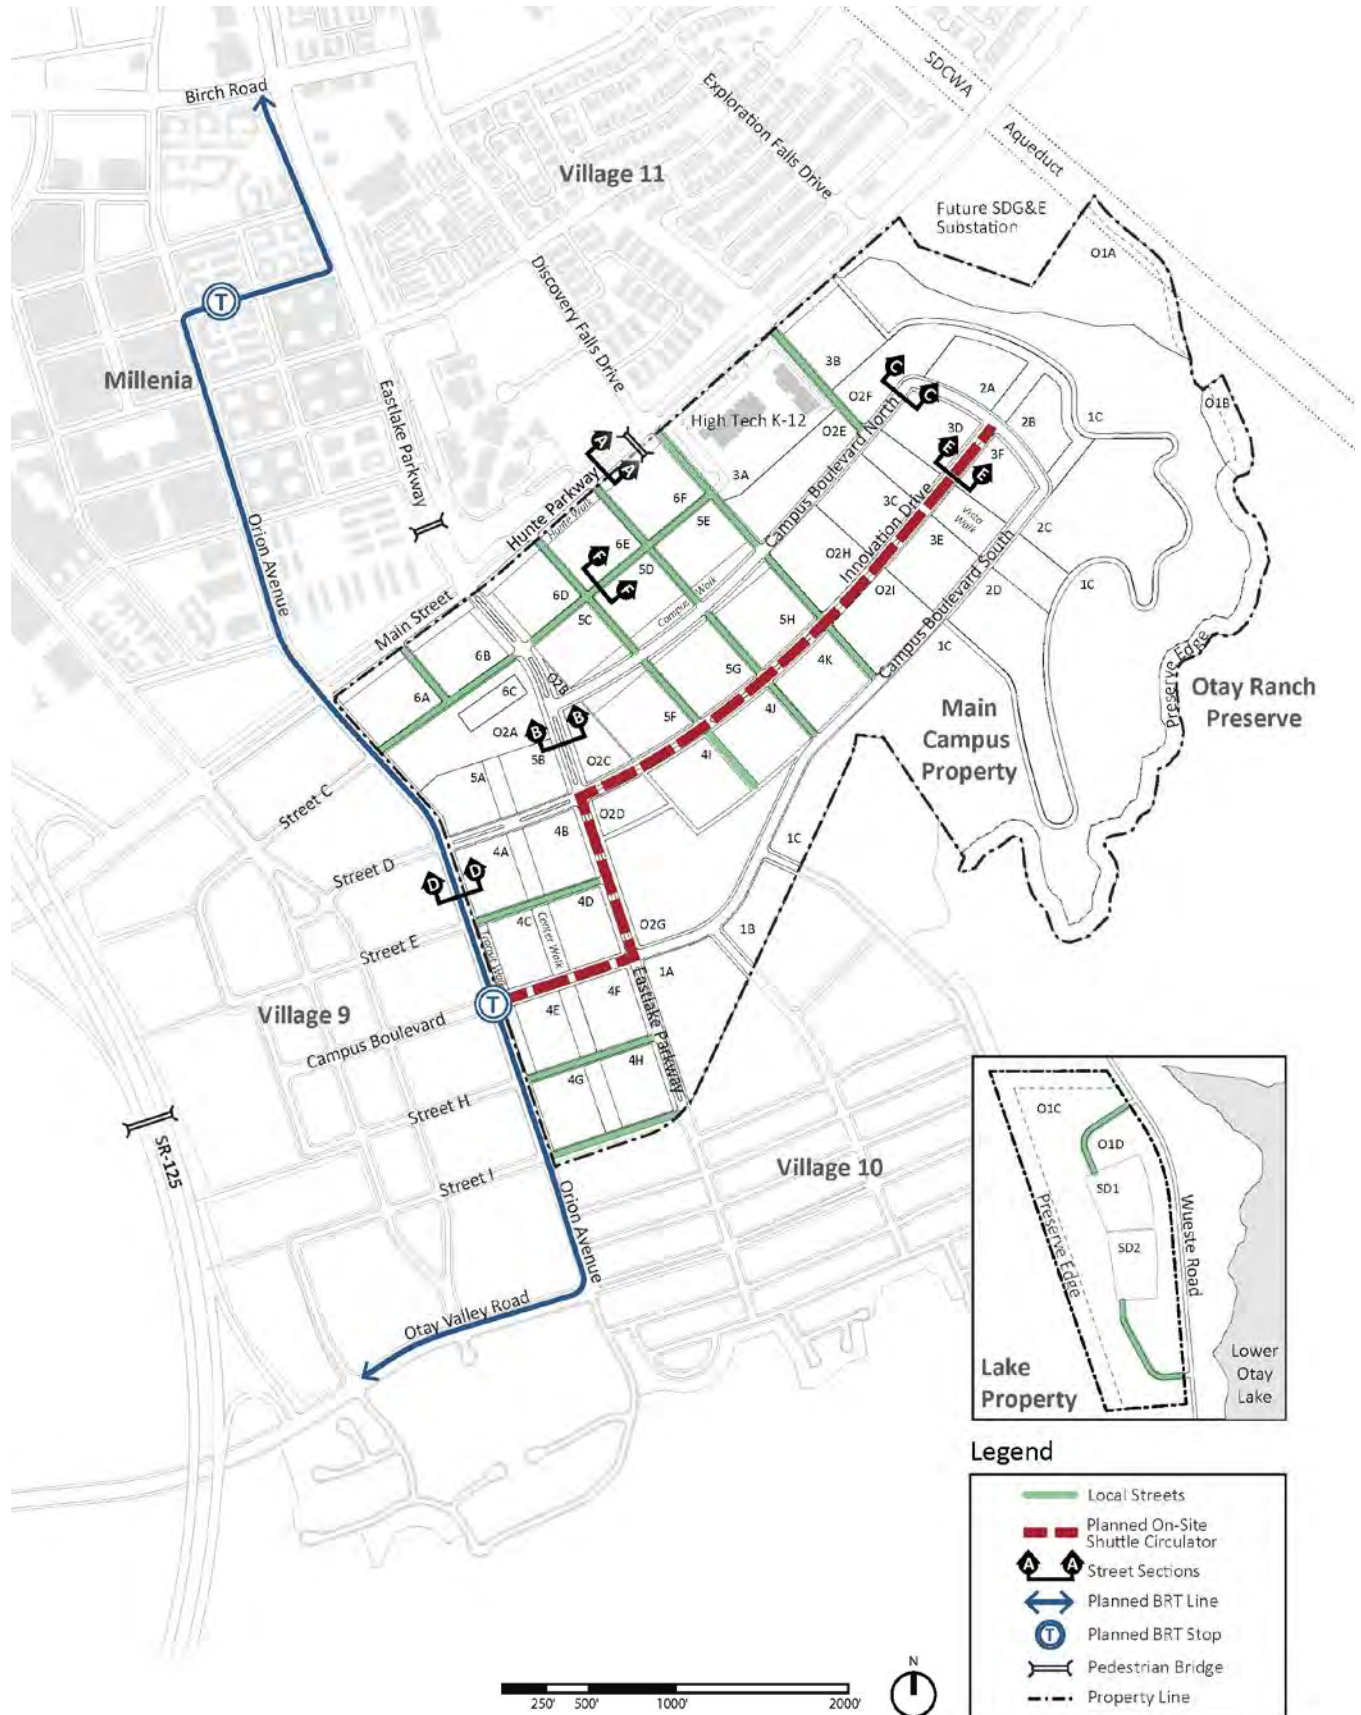 Birch Road
SDCWA
Aqueduct
Exploration Falls Drive
Village 11
Future SDG&E
Substation
O1A
Discovery Falls Drive
Millenia
Eastlake Parkway
3B
O2F
C
C
2A
O1B
High Tech K-12
O2E
2B
1C
3D
3F
Campus Boulevard North
A
A
3A
E
E
Hunte Parkway
Hunte Walk
6F
5E
3C
Vista
Walk
2C
Innovation Drive
3E
Orion Avenue
6E
5D
F
F
O2H
O2I
2D
1C
Campus Boulevard South
Campus Walk
6D
5C
5H
Main Street
6B
5G
4K
1C
Preserve Edge
Otay Ranch
Preserve
6A
6C
O2B
O2A
5F
4J
Main
Campus
Property
B
B
5B
O2C
4I
5A
Street C
O2D
4B
4A
1C
Street D
D
D
4D
4C
Center Walk
Transit Walk
O2G
1B
Street E
1A
4F
4E
T
T
Eastlake Parkway
Village 9
Campus Boulevard
4H
4G
Street H
SR-125
Street I
Village 10
Orion Avenue
Otay Valley Road
O1C
O1D
SD1
SD2
Preserve Edge
Wueste Road
Lake
Property
Lower
Otay
Lake
Legend
Local Streets
Planned On-Site
Shuttle Circulator
A A Street Sections
Planned BRT Line
T Planned BRT Stop
Pedestrian Bridge
Property Line
N
250' 500' 1000' 2000'